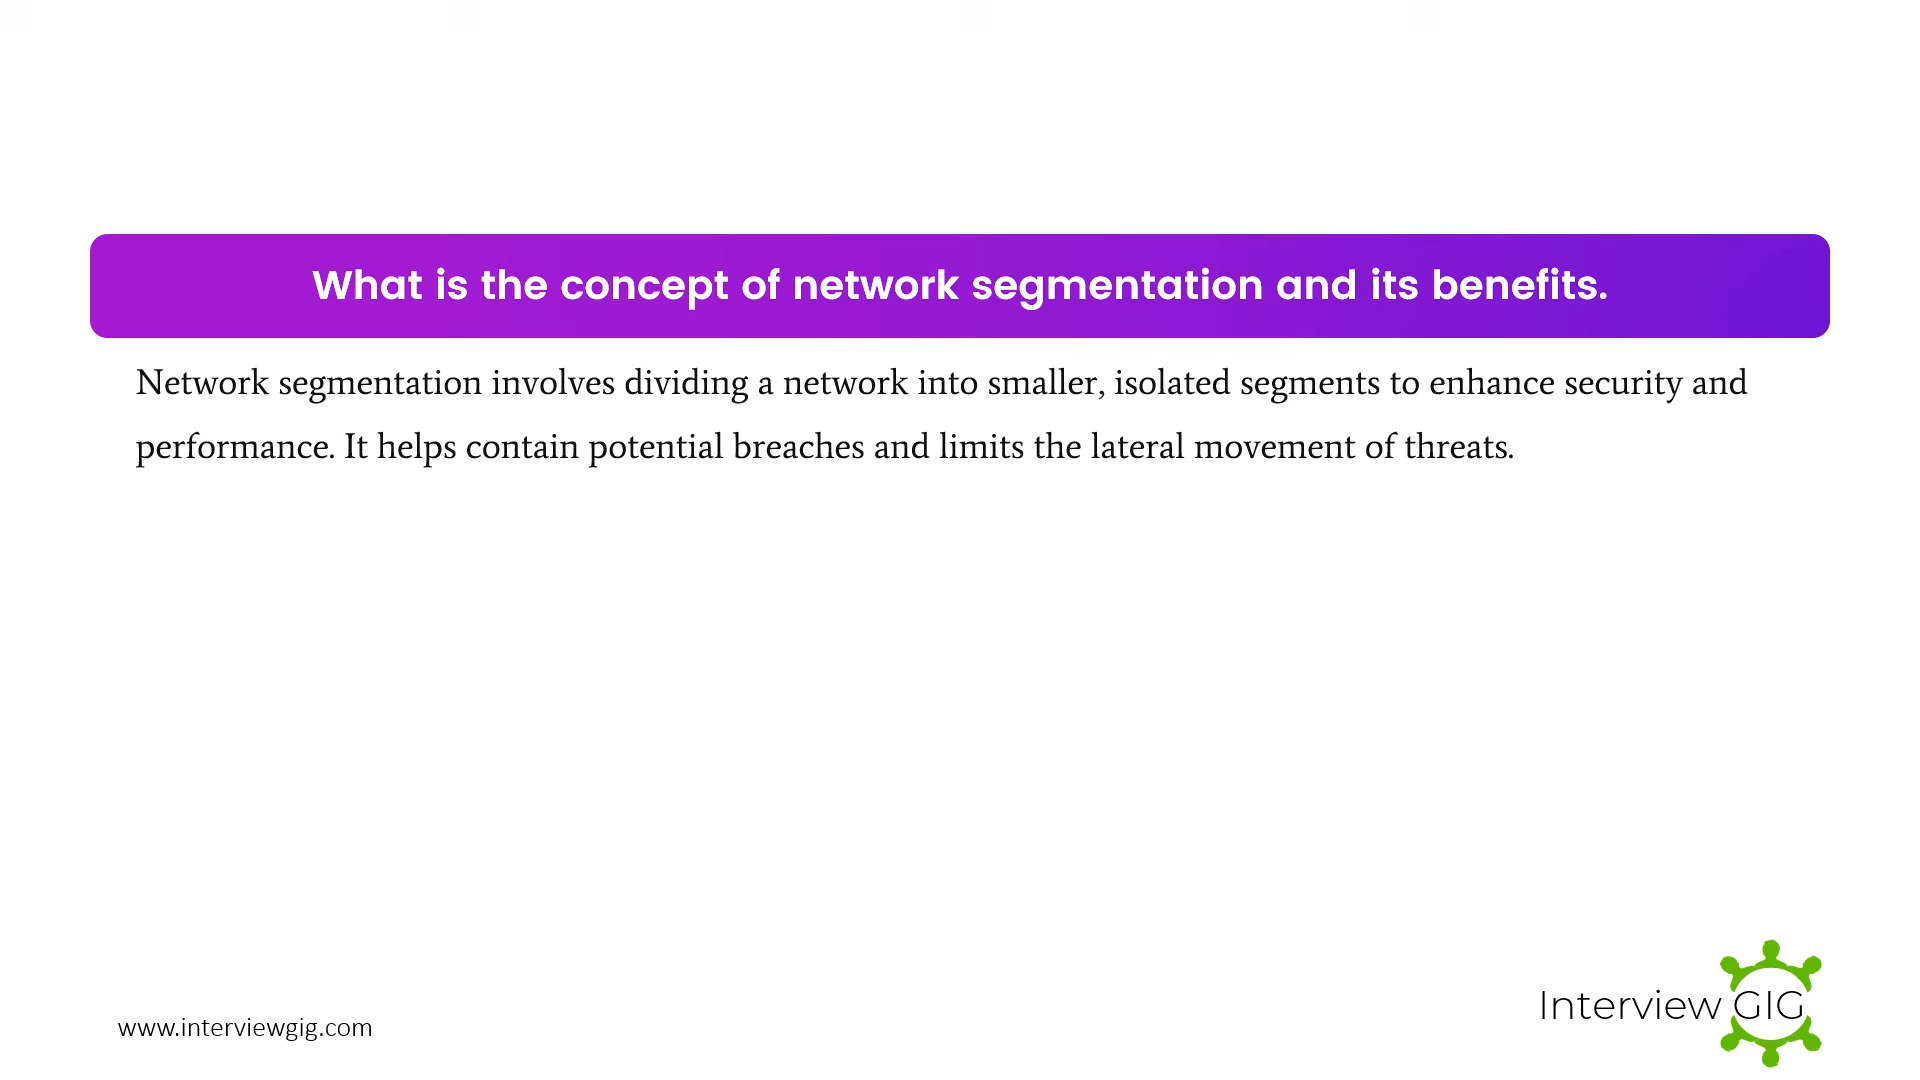 What is the concept of network segmentation and its benefits.
Network segmentation involves dividing a network into smaller, isolated segments to enhance security and
performance. It helps contain potential breaches and limits the lateral movement of threats.
www.interviewgig.com
Interview GIG